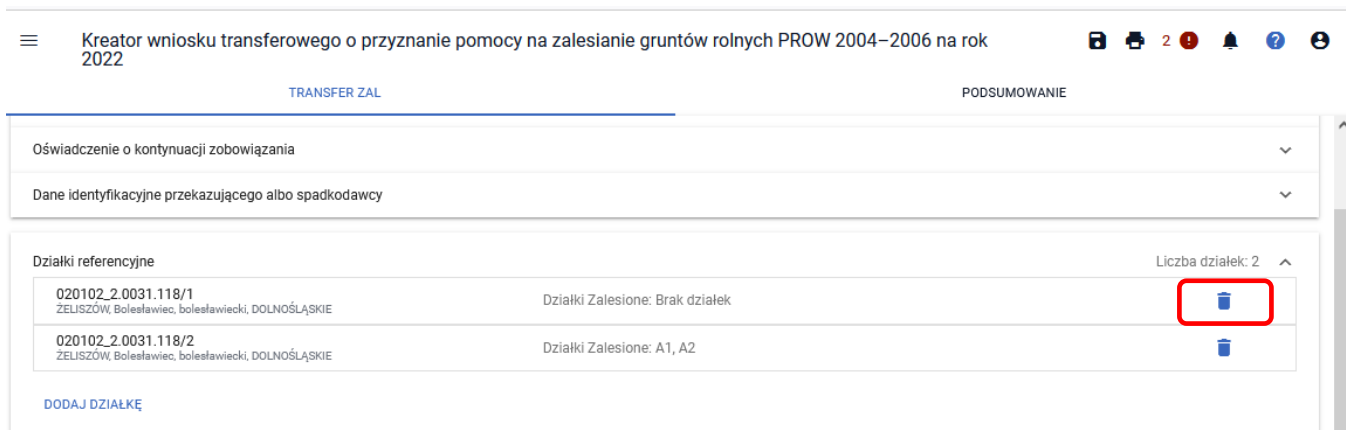 Kreator wniosku transferowego o przyznanie pomocy na zalesianie gruntów rolnych PROW 2004–2006 na rok
2022
2
TRANSFER ZAL
PODSUMOWANIE
Oświadczenie o kontynuacji zobowiązania
Dane identyfikacyjne przekazującego albo spadkodawcy
Działki referencyjne
Liczba działek: 2
020102_2.0031.118/1
ŻELISZÓW, Bolesławiec, bolesławiecki, DOLNOŚLĄSKIE
Działki Zalesione: Brak działek
020102_2.0031.118/2
ŻELISZÓW, Bolesławiec, bolesławiecki, DOLNOŚLĄSKIE
Działki Zalesione: A1, A2
DODAJ DZIAŁKĘ